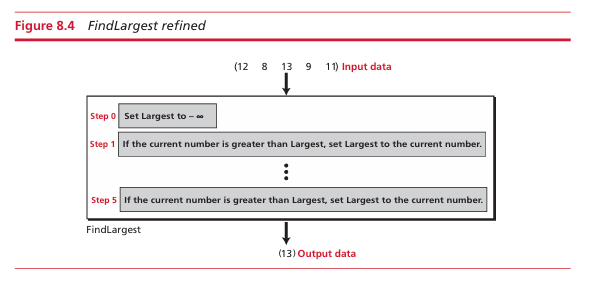 Figure 8.4 FindLargest refined
(12 8 13 9 11) Input data
Step 0 Set Largest to – ∞
Step 1 If the current number is greater than Largest, set Largest to the current number.
Step 5 If the current number is greater than Largest, set Largest to the current number.
FindLargest
(13) Output data